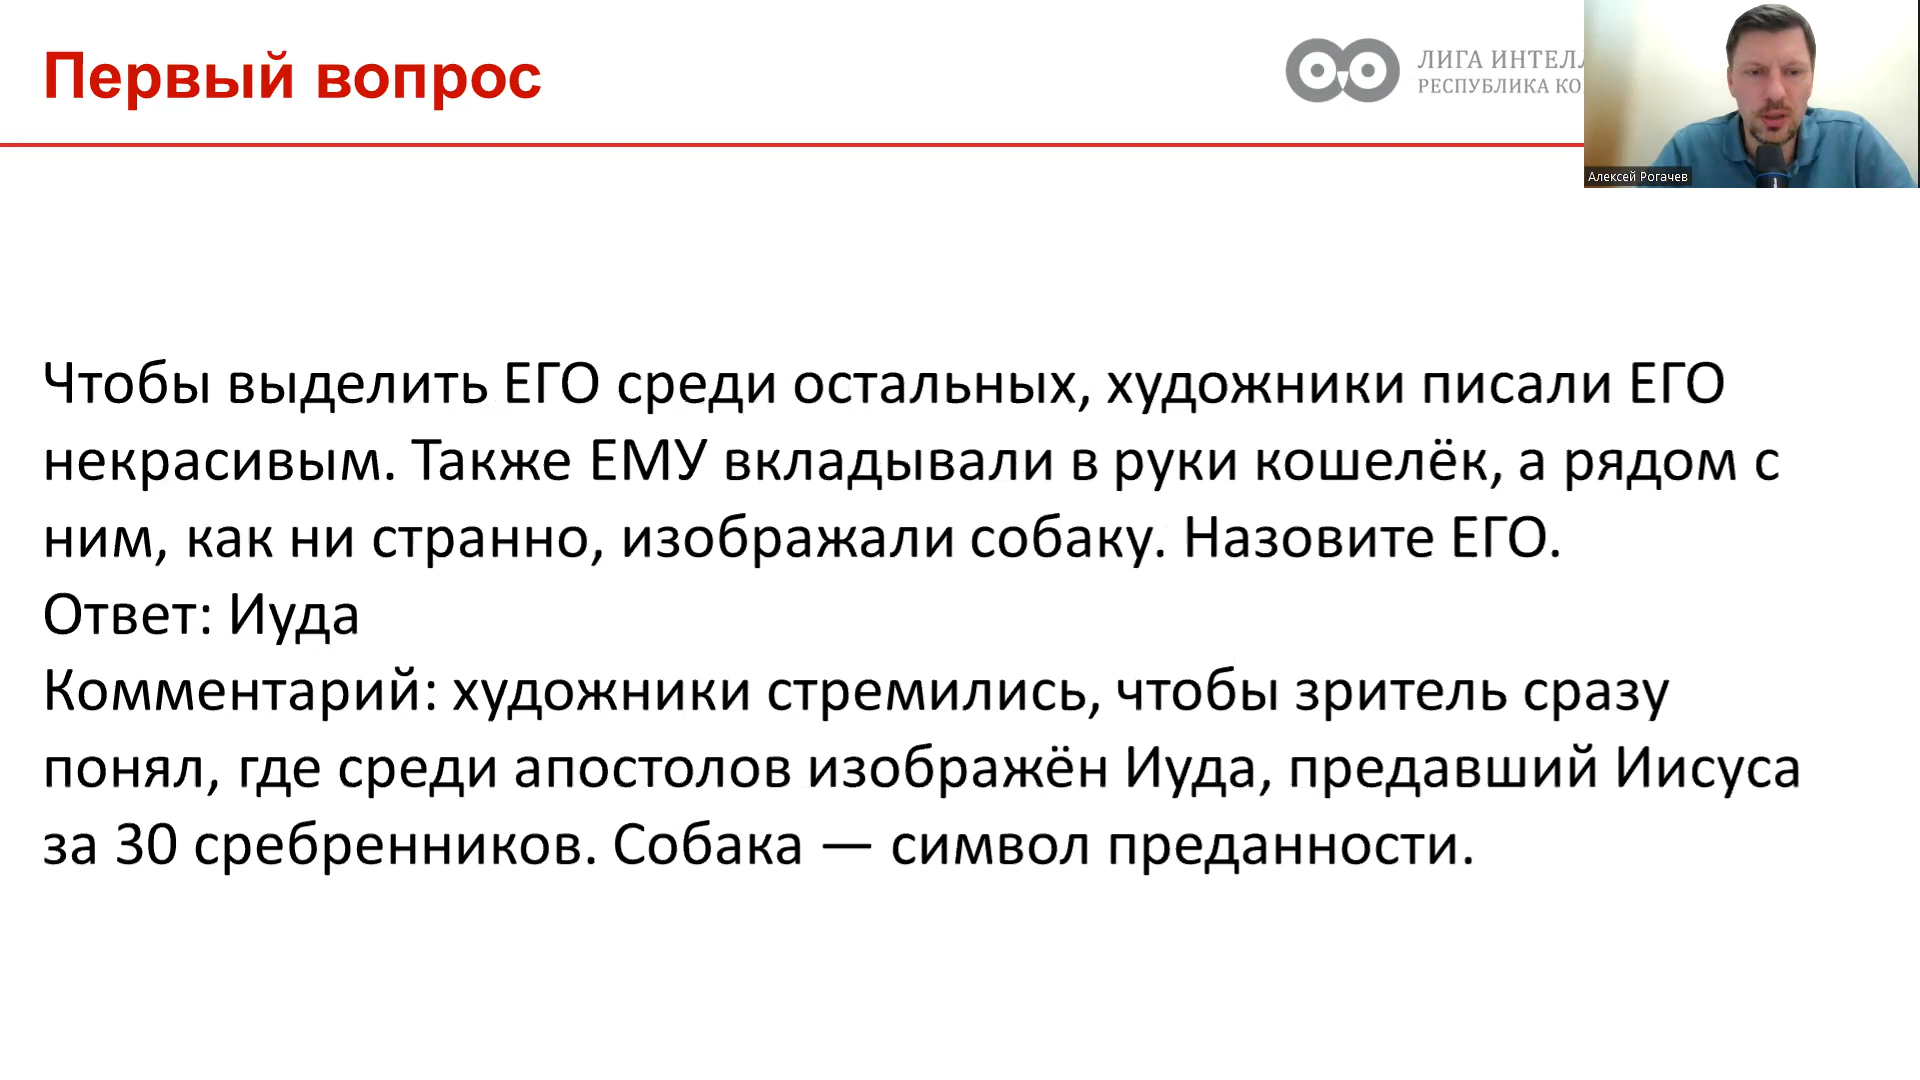 Первый вопрос
ЛИГА
РЕСПУБЛИКА
Алексей Рогачев
Чтобы выделить ЕГО среди остальных, художники писали ЕГО
некрасивым. Также ЕМУ вкладывали в руки кошелёк, а рядом с
ним, как ни странно, изображали собаку. Назовите ЕГО.
Ответ: Иуда
Комментарий: художники стремились, чтобы зритель сразу
понял, где среди апостолов изображён Иуда, предавший Иисуса
за 30 сребренников. Собака — символ преданности.